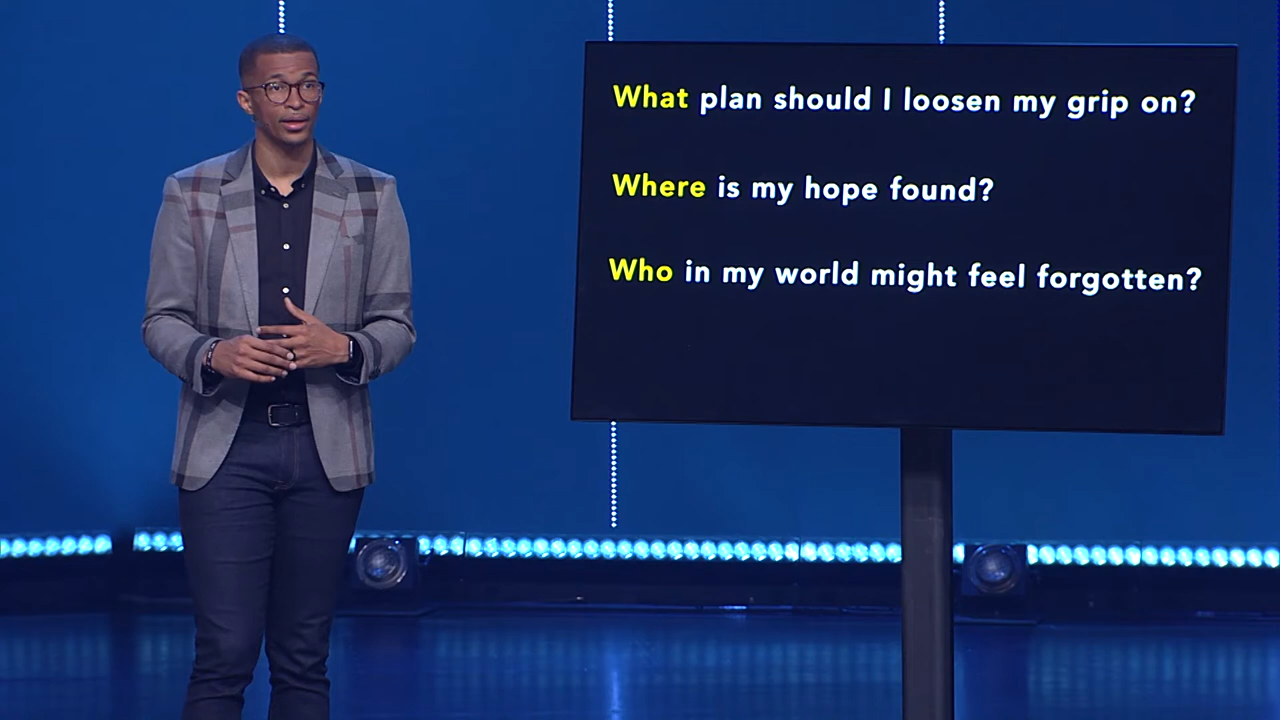 What plan should I loosen my grip on?
Where is my hope found?
Who in my world might feel forgotten?